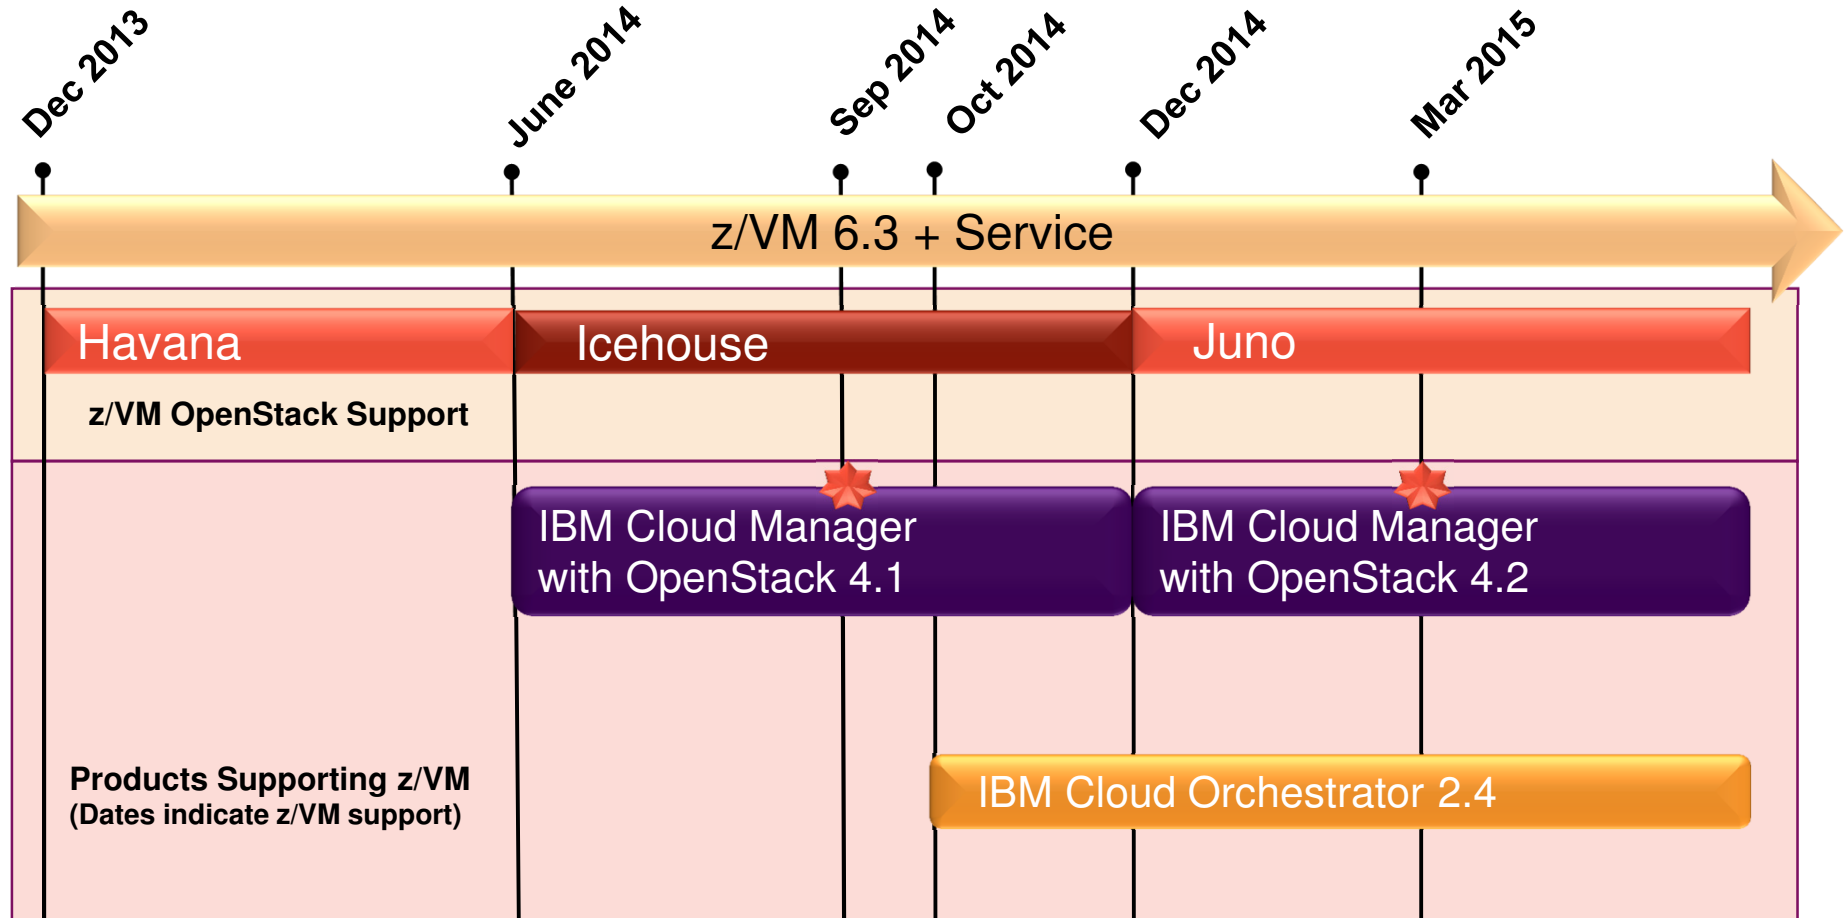 Dec 2013
June 2014
Sep 2014
Oct 2014
Dec 2014
Mar 2015
z/VM 6.3 + Service
Havana
Icehouse
Juno
z/VM OpenStack Support
IBM Cloud Manager
with OpenStack 4.1
IBM Cloud Manager
with OpenStack 4.2
Products Supporting z/VM
(Dates indicate z/VM support)
IBM Cloud Orchestrator 2.4